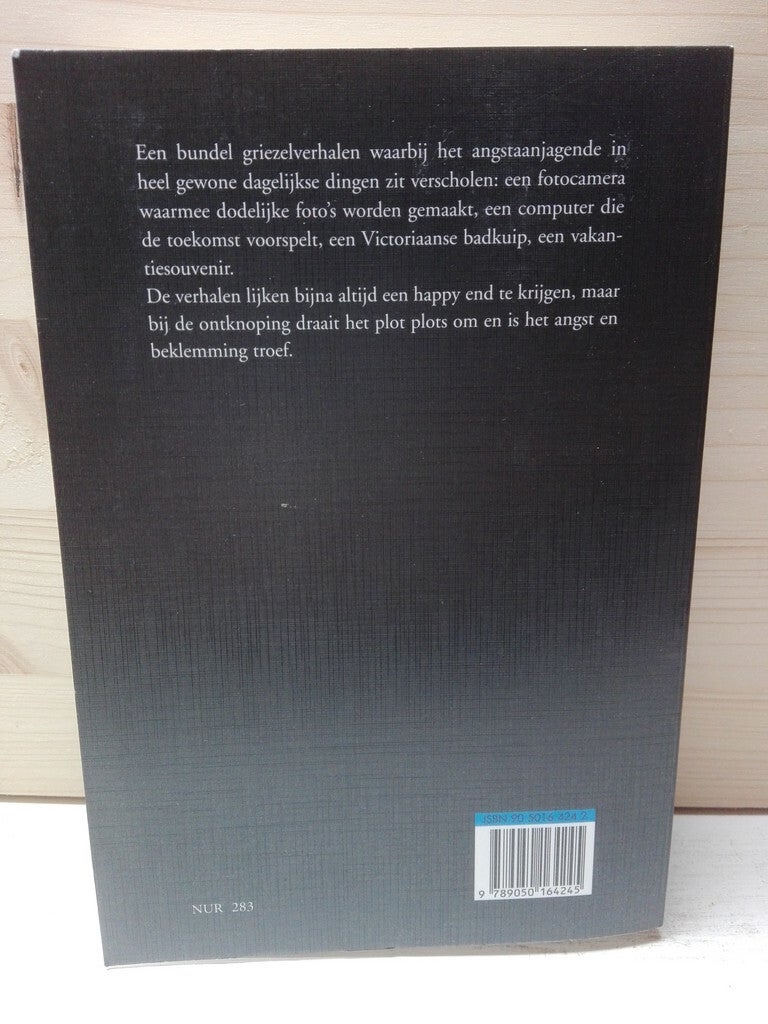 Een bundel griezelverhalen waarbij het angstaanjagende in
heel gewone dagelijkse dingen zit verscholen: een fotocamera
waarmee dodelijke foto's worden gemaakt, een computer die
de toekomst voorspelt, een Victoriaanse badkuip, een vakan-
tiesouvenir.
De verhalen lijken bijna altijd een happy end te krijgen, maar
bij de ontknoping draait het plot plots om en is het angst en
beklemming troef.
ISBN 90 5016 424 2
9 789050 164245
NUR 283